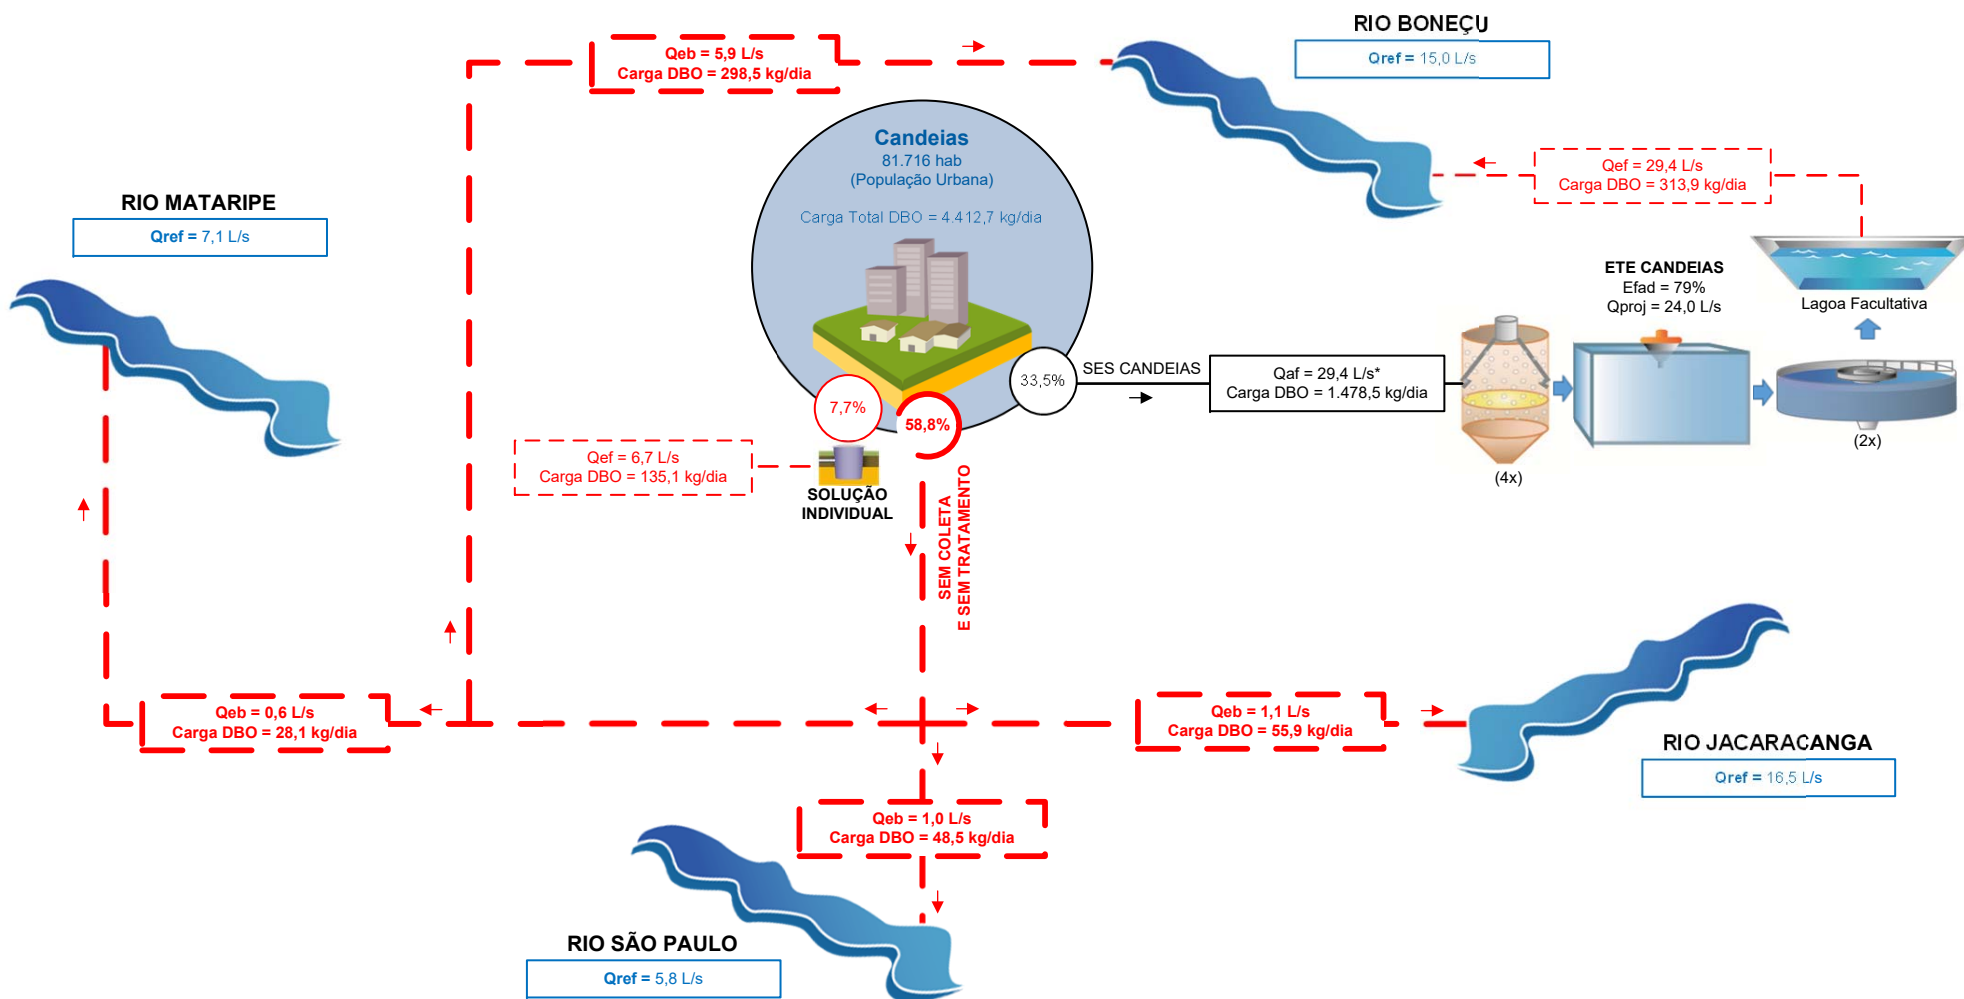 RIO BONEÇU
Qref = 15,0 L/s
Qeb = 5,9 L/s
Carga DBO = 298,5 kg/dia
Candeias
81.716 hab
(População Urbana)
Carga Total DBO = 4.412,7 kg/dia
Qef = 29,4 L/s
Carga DBO = 313,9 kg/dia
RIO MATARIPE
Qref = 7,1 L/s
ETE CANDEIAS
Efad = 79%
Qproj = 24,0 L/s
Lagoa Facultativa
33,5%
SES CANDEIAS
Qaf = 29,4 L/s*
Carga DBO = 1.478,5 kg/dia
(4x)
(2x)
7,7%
58,8%
Qef = 6,7 L/s
Carga DBO = 135,1 kg/dia
SOLUÇÃO
INDIVIDUAL
SEM COLETA
E SEM TRATAMENTO
Qeb = 0,6 L/s
Carga DBO = 28,1 kg/dia
Qeb = 1,1 L/s
Carga DBO = 55,9 kg/dia
RIO JACARACANGA
Qref = 16,5 L/s
Qeb = 1,0 L/s
Carga DBO = 48,5 kg/dia
RIO SÃO PAULO
Qref = 5,8 L/s